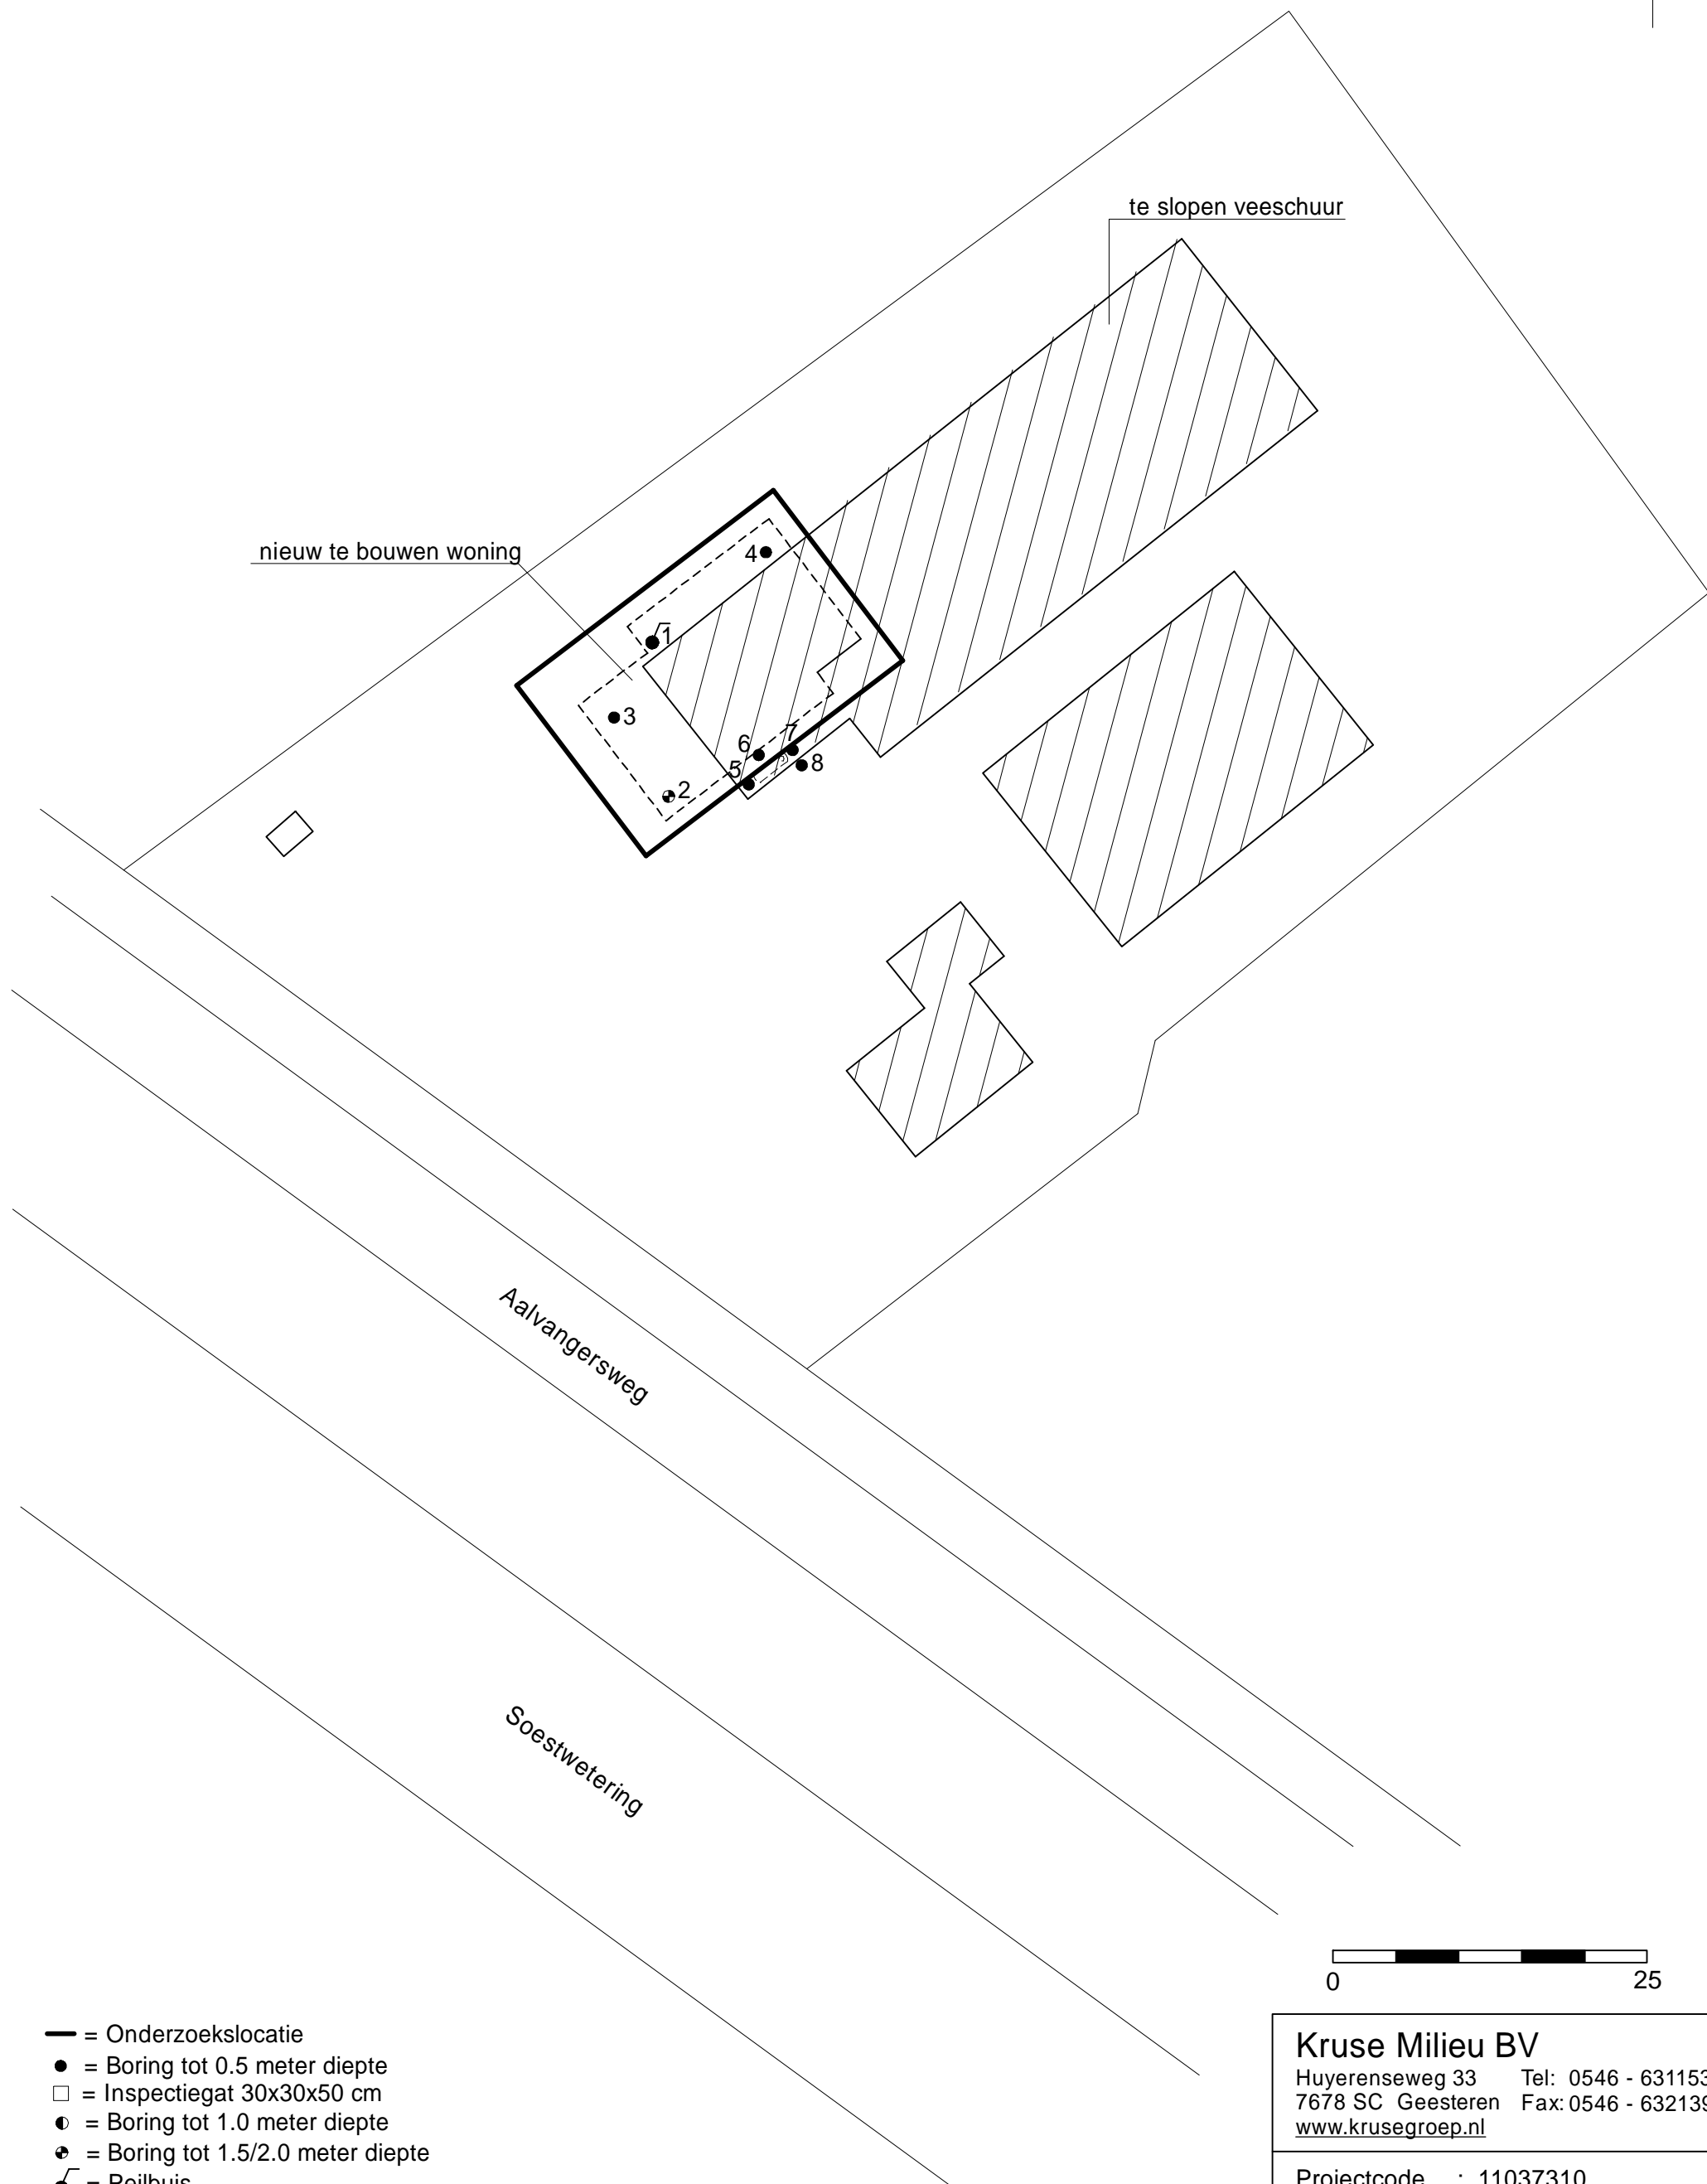 te slopen veeschuur
nieuw te bouwen woning
4
1
3
7
6
8
5
2
Aalvangersweg
Soestwetering
0 25
= Onderzoekslocatie
= Boring tot 0.5 meter diepte
= Inspectiegat 30x30x50 cm
= Boring tot 1.0 meter diepte
= Boring tot 1.5/2.0 meter diepte
= Peilbuis
Kruse Milieu BV
Huyerenseweg 33 Tel: 0546 - 631153
7678 SC Geesteren Fax: 0546 - 632139
www.krusegroep.nl
Projectcode : 11037310